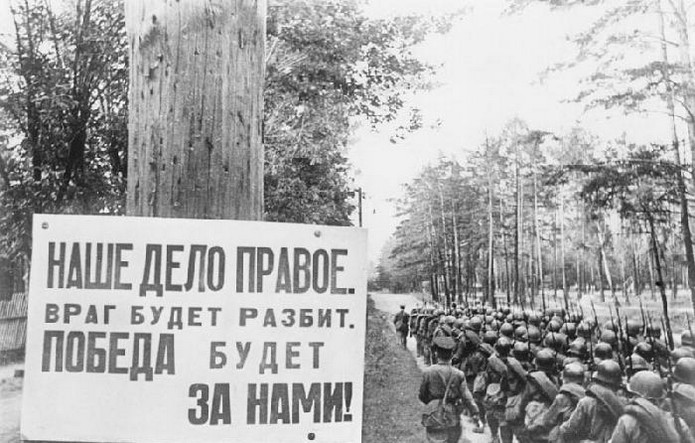 НАШЕ ДЕЛО ПРАВОЕ.
ВРАГ БУДЕТ РАЗБИТ.
ПОБЕДА БУДЕТ
ЗА НАМИ!